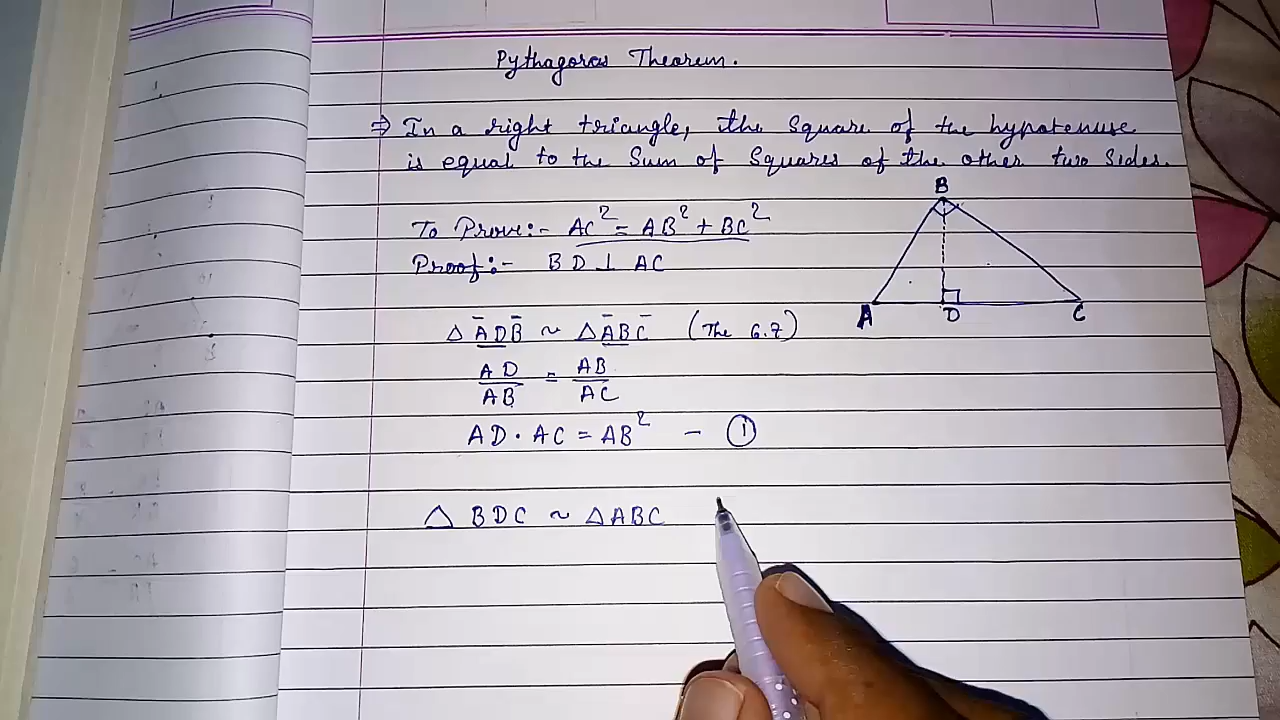 Pythagoras Theorem.
⇒ In a right triangle, the Square of the hypotenuse
is equal to the Sum of Squares of the other two Sides.
To Prove:- AC² = AB² + BC²
Proof:- BD ⊥ AC
B
A D C
△ ADB ~ △ ABC (The 6.7)
AD/AB = AB/AC
AD · AC = AB² - ①
△ BDC ~ △ABC